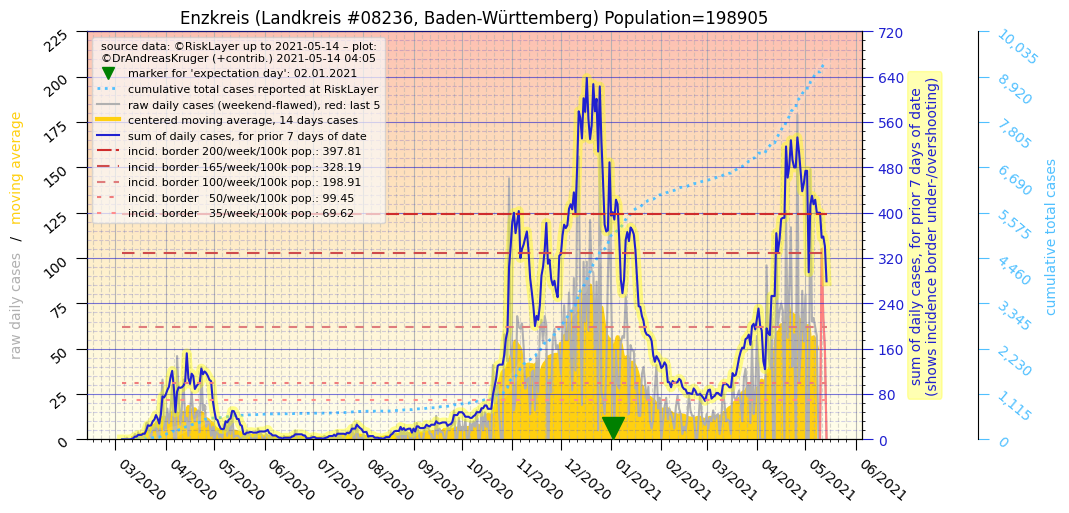 Enzkreis (Landkreis #08236, Baden-Württemberg) Population=198905
source data: ©RiskLayer up to 2021-05-14 – plot:
©DrAndreasKruger (+contrib.) 2021-05-14 04:05
marker for 'expectation day': 02.01.2021
cumulative total cases reported at RiskLayer
raw daily cases (weekend-flawed), red: last 5
centered moving average, 14 days cases
sum of daily cases, for prior 7 days of date
incid. border 200/week/100k pop.: 397.81
incid. border 165/week/100k pop.: 328.19
incid. border 100/week/100k pop.: 198.91
incid. border 50/week/100k pop.: 99.45
incid. border 35/week/100k pop.: 69.62
raw daily cases / moving average
225
200
175
150
125
100
75
50
25
0
03/2020
04/2020
05/2020
06/2020
07/2020
08/2020
09/2020
10/2020
11/2020
12/2020
01/2021
02/2021
03/2021
04/2021
05/2021
06/2021
720
640
560
480
400
320
240
160
80
0
sum of daily cases, for prior 7 days of date
(shows incidence border under-/overshooting)
10,035
8,920
7,805
6,690
5,575
4,460
3,345
2,230
1,115
0
cumulative total cases